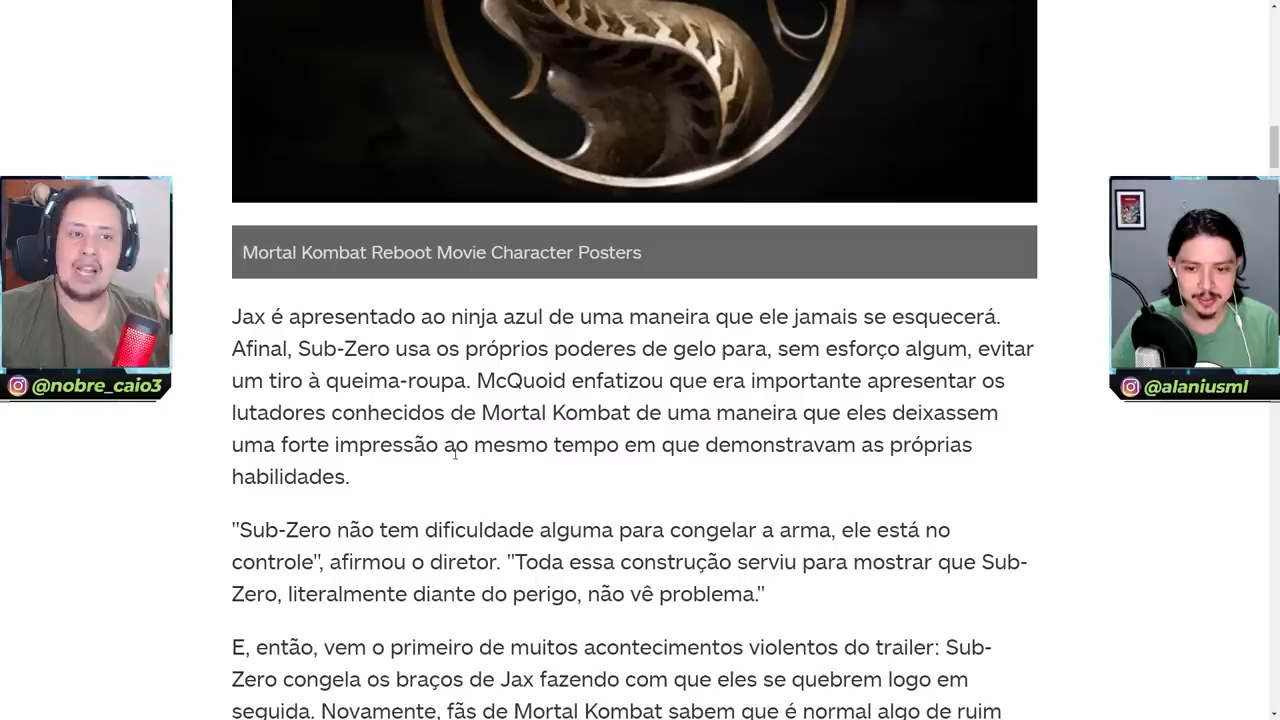 Mortal Kombat Reboot Movie Character Posters
Jax é apresentado ao ninja azul de uma maneira que ele jamais se esquecerá.
Afinal, Sub-Zero usa os próprios poderes de gelo para, sem esforço algum, evitar
um tiro à queima-roupa. McQuoid enfatizou que era importante apresentar os
lutadores conhecidos de Mortal Kombat de uma maneira que eles deixassem
uma forte impressão ao mesmo tempo em que demonstravam as próprias
habilidades.
"Sub-Zero não tem dificuldade alguma para congelar a arma, ele está no
controle", afirmou o diretor. "Toda essa construção serviu para mostrar que Sub-
Zero, literalmente diante do perigo, não vê problema."
E, então, vem o primeiro de muitos acontecimentos violentos do trailer: Sub-
Zero congela os braços de Jax fazendo com que eles se quebrem logo em
seguida. Novamente, fãs de Mortal Kombat sabem que é normal algo de ruim
@nobre_caio3
@alaniusml